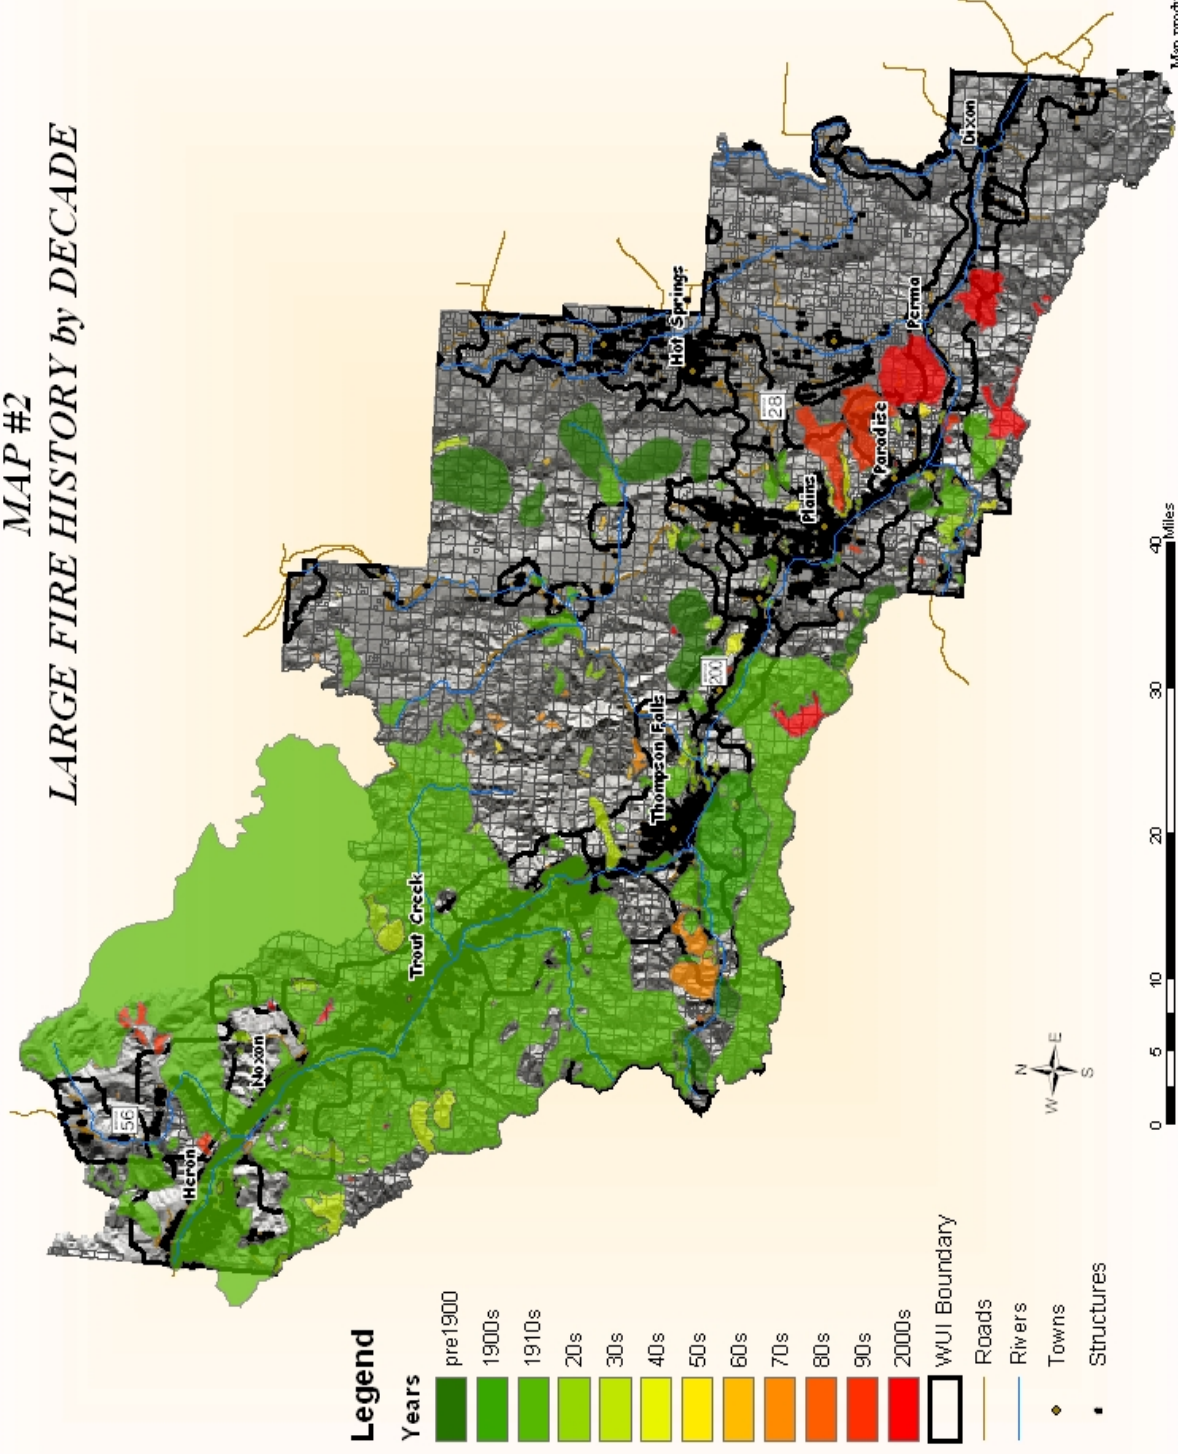 MAP #2
LARGE FIRE HISTORY by DECADE
56
Heron
Noxon
Trout Creek
Thompson Falls
200
Plains
Paradise
28
Hot Springs
Perma
Dixon
Legend
Years
pre1900
1900s
1910s
20s
30s
40s
50s
60s
70s
80s
90s
2000s
WUI Boundary
Roads
Rivers
Towns
Structures
N
W E
S
0 5 10 20 30 40
Miles
Map